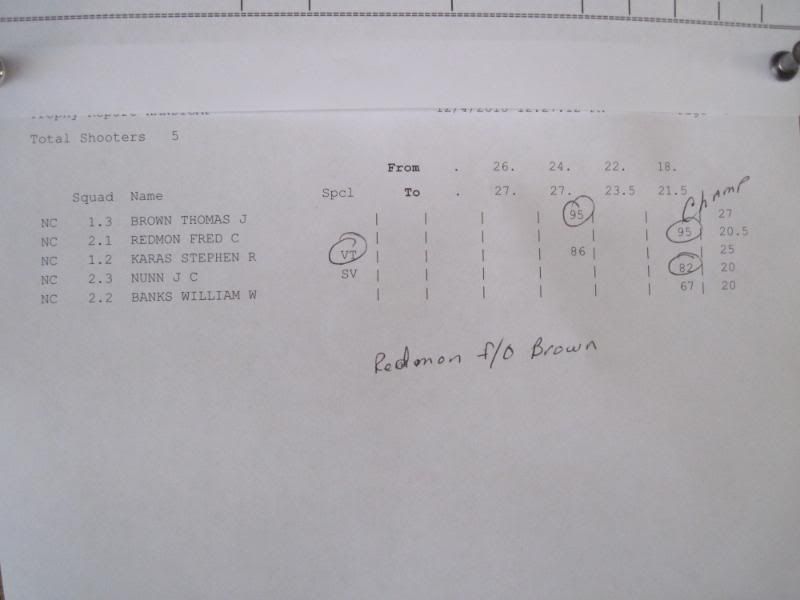 Total Shooters 5
From . 26. 24. 22. 18.
Squad Name Spcl To . 27. 27. 23.5 21.5 CHAMP
NC 1.3 BROWN THOMAS J | | | | 95 | | 27
NC 2.1 REDMON FRED C | | | | | 95 | 20.5
NC 1.2 KARAS STEPHEN R VT | | | | 86 | | 25
NC 2.3 NUNN J C SV | | | | | 82 | 20
NC 2.2 BANKS WILLIAM W | | | | | 67 | 20
Redmon f/o Brown